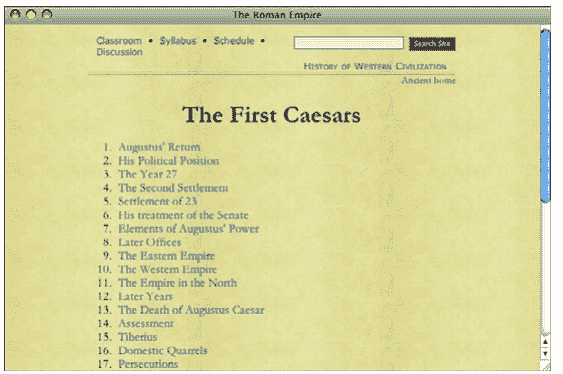 The Roman Empire
Classroom • Syllabus • Schedule •
Discussion
Search Site
History of Western Civilization
Ancient home
The First Caesars
1. Augustus' Return
2. His Political Position
3. The Year 27
4. The Second Settlement
5. Settlement of 23
6. His treatment of the Senate
7. Elements of Augustus' Power
8. Later Offices
9. The Eastern Empire
10. The Western Empire
11. The Empire in the North
12. Later Years
13. The Death of Augustus Caesar
14. Assessment
15. Tiberius
16. Domestic Quarrels
17. Persecutions